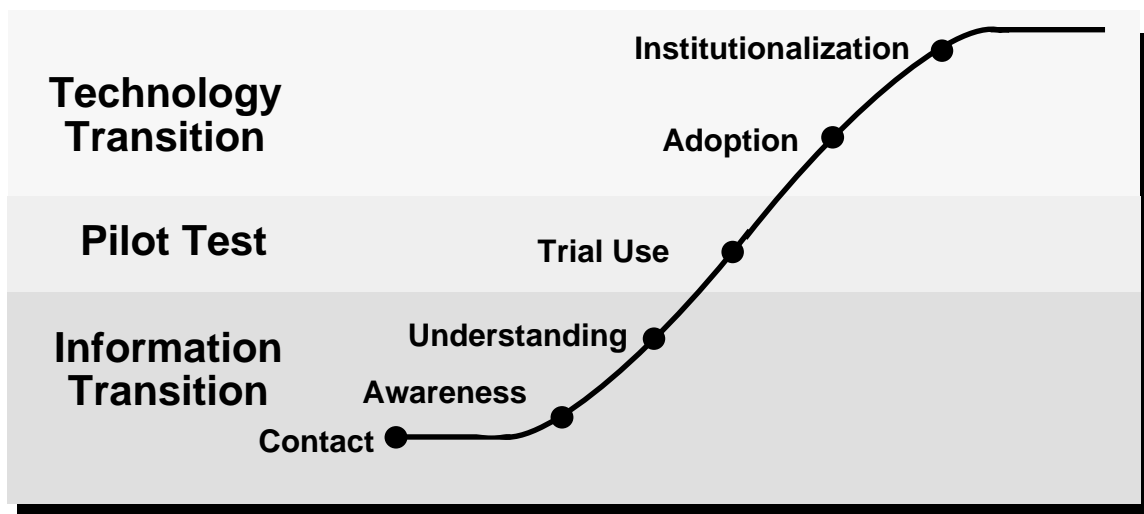 Institutionalization
Technology
Transition
Adoption
Pilot Test
Trial Use
Understanding
Information
Transition
Awareness
Contact